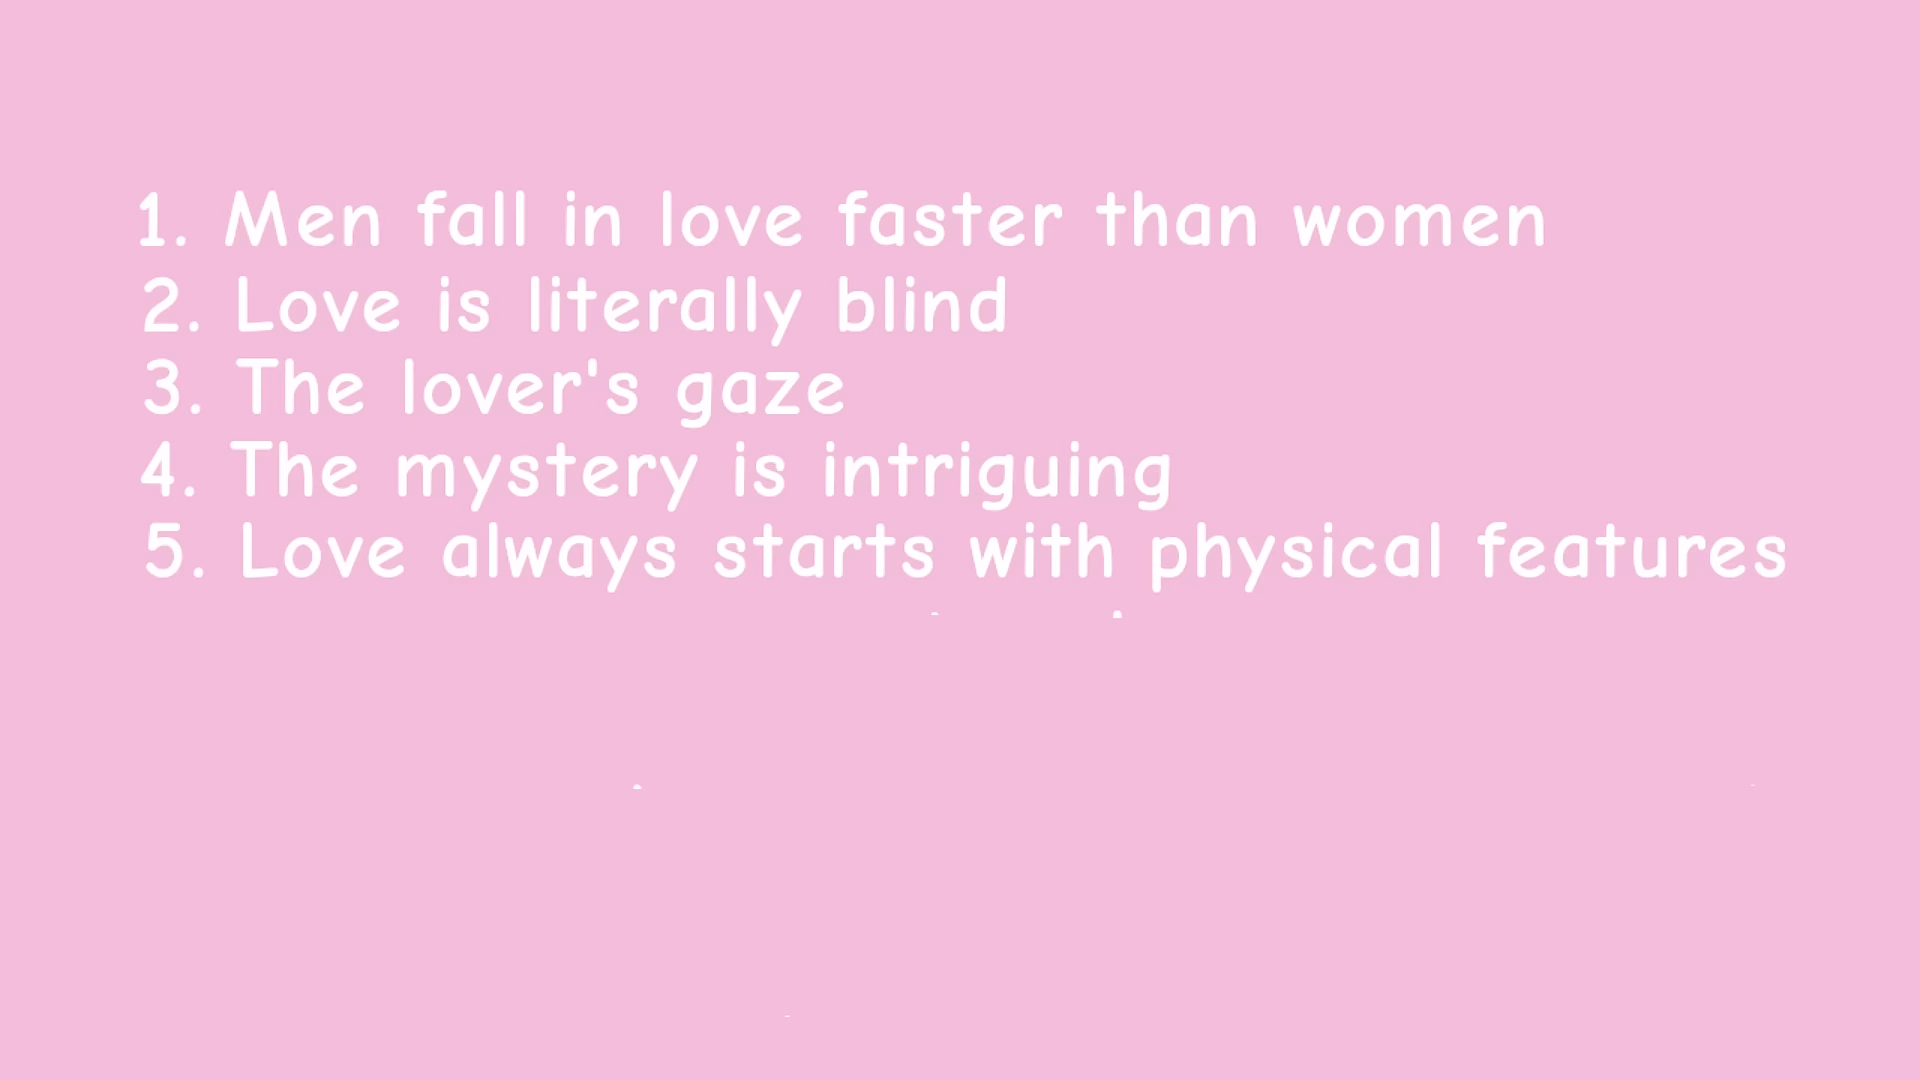 1. Men fall in love faster than women
2. Love is literally blind
3. The lover's gaze
4. The mystery is intriguing
5. Love always starts with physical features